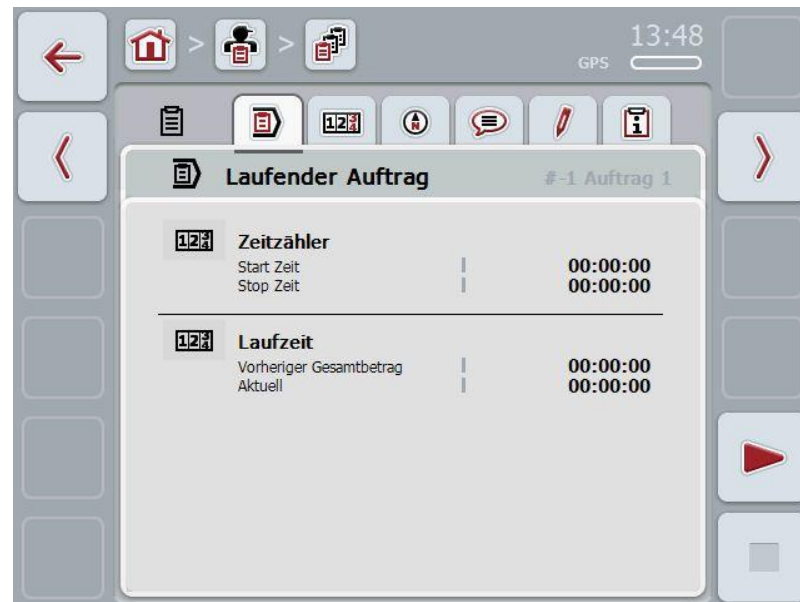 > >
13:48
GPS
Laufender Auftrag #-1 Auftrag 1
Zeitzähler
Start Zeit 00:00:00
Stop Zeit 00:00:00
Laufzeit
Vorheriger Gesamtbetrag 00:00:00
Aktuell 00:00:00